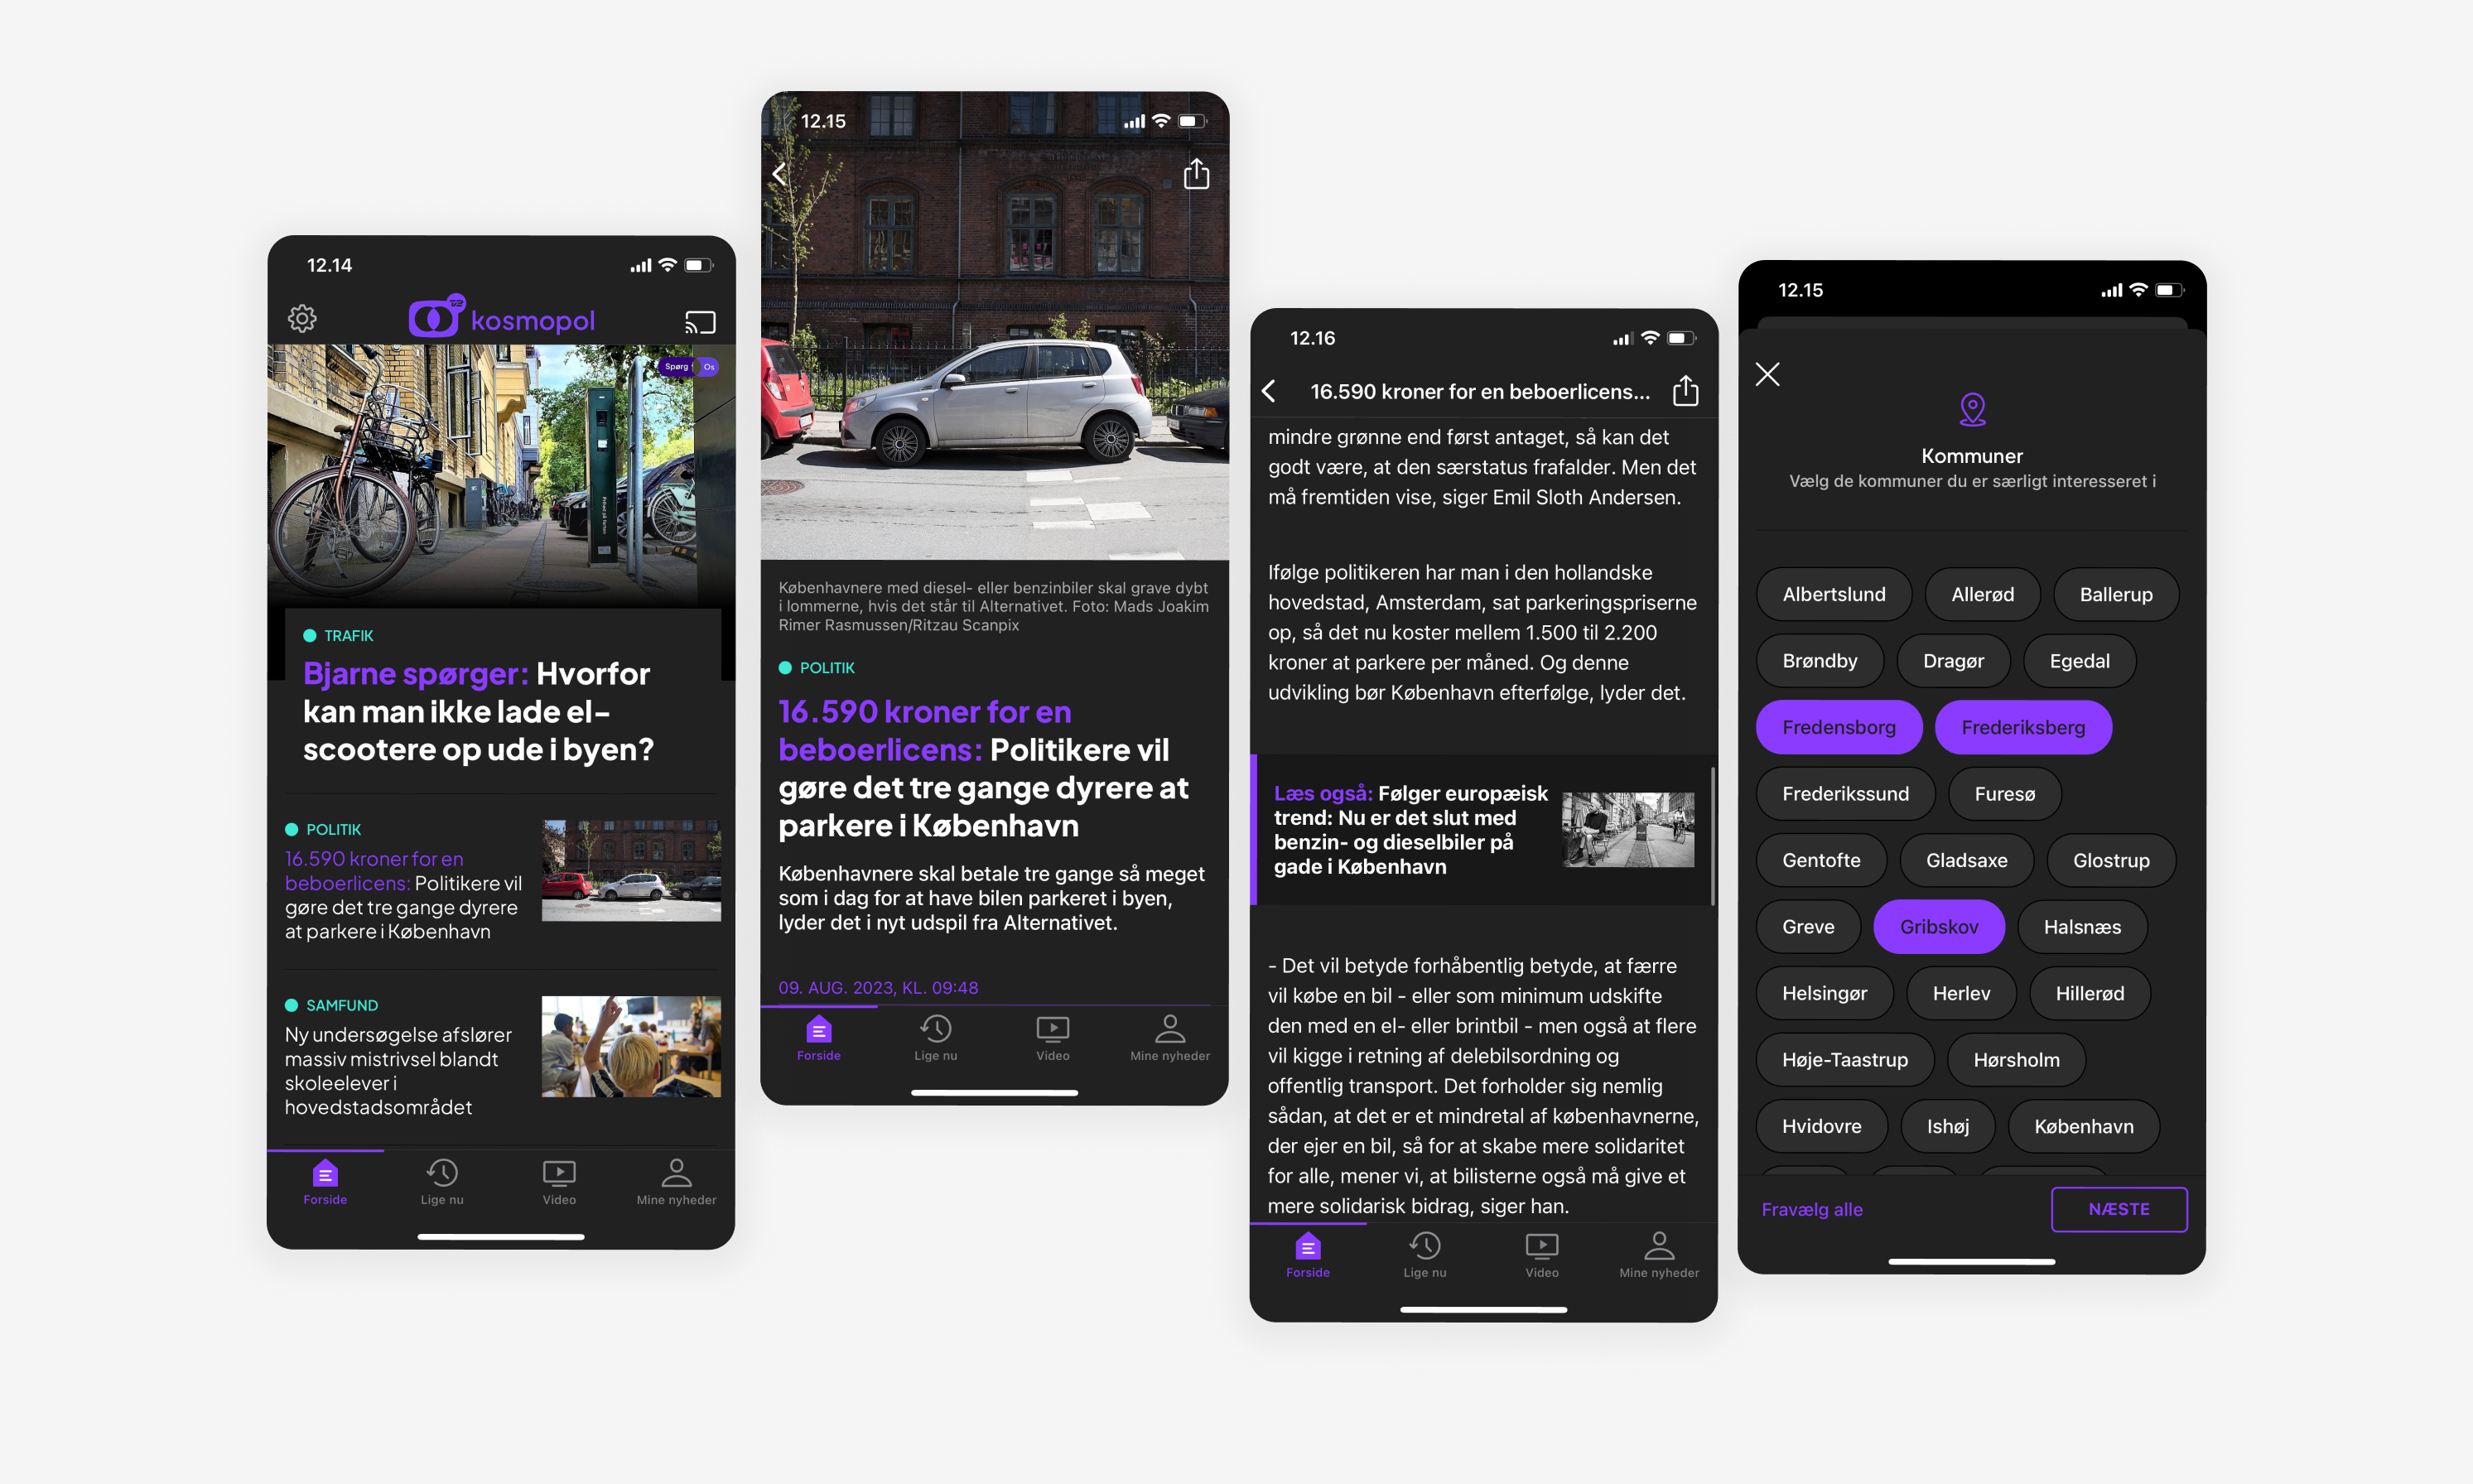 12.14
TV2
kosmopol
Spørg Os
TRAFIK
Bjarne spørger: Hvorfor
kan man ikke lade el-
scootere op ude i byen?
POLITIK
16.590 kroner for en
beboerlicens: Politikere vil
gøre det tre gange dyrere
at parkere i København
SAMFUND
Ny undersøgelse afslører
massiv mistrivsel blandt
skoleelever i
hovedstadsområdet
Forside
Lige nu
Video
Mine nyheder
12.15
Københavnere med diesel- eller benzinbiler skal grave dybt
i lommerne, hvis det står til Alternativet. Foto: Mads Joakim
Rimer Rasmussen/Ritzau Scanpix
POLITIK
16.590 kroner for en
beboerlicens: Politikere vil
gøre det tre gange dyrere at
parkere i København
Københavnere skal betale tre gange så meget
som i dag for at have bilen parkeret i byen,
lyder det i nyt udspil fra Alternativet.
09. AUG. 2023, KL. 09:48
Forside
Lige nu
Video
Mine nyheder
12.16
16.590 kroner for en beboerlicens...
mindre grønne end først antaget, så kan det
godt være, at den særstatus frafalder. Men det
må fremtiden vise, siger Emil Sloth Andersen.
Ifølge politikeren har man i den hollandske
hovedstad, Amsterdam, sat parkeringspriserne
op, så det nu koster mellem 1.500 til 2.200
kroner at parkere per måned. Og denne
udvikling bør København efterfølge, lyder det.
Læs også: Følger europæisk
trend: Nu er det slut med
benzin- og dieselbiler på
gade i København
- Det vil betyde forhåbentlig betyde, at færre
vil købe en bil - eller som minimum udskifte
den med en el- eller brintbil - men også at flere
vil kigge i retning af delebilsordning og
offentlig transport. Det forholder sig nemlig
sådan, at det er et mindretal af københavnerne,
der ejer en bil, så for at skabe mere solidaritet
for alle, mener vi, at bilisterne også må give et
mere solidarisk bidrag, siger han.
Forside
Lige nu
Video
Mine nyheder
12.15
Kommuner
Vælg de kommuner du er særligt interesseret i
Albertslund
Allerød
Ballerup
Brøndby
Dragør
Egedal
Fredensborg
Frederiksberg
Frederikssund
Furesø
Gentofte
Gladsaxe
Glostrup
Greve
Gribskov
Halsnæs
Helsingør
Herlev
Hillerød
Høje-Taastrup
Hørsholm
Hvidovre
Ishøj
København
Fravælg alle
NÆSTE